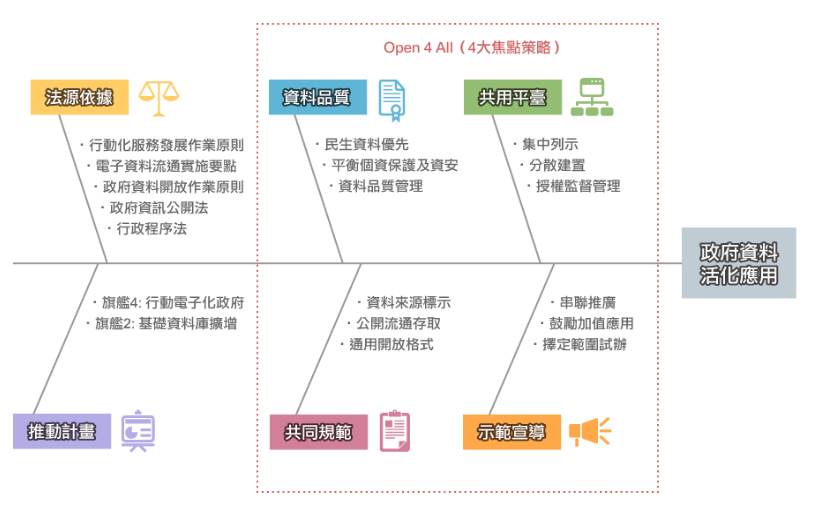 Open 4 All（4大焦點策略）
法源依據
・行動化服務發展作業原則
・電子資料流通實施要點
・政府資料開放作業原則
・政府資訊公開法
・行政程序法
資料品質
・民生資料優先
・平衡個資保護及資安
・資料品質管理
共用平臺
・集中列示
・分散建置
・授權監督管理
政府資料
活化應用
・旗艦4: 行動電子化政府
・旗艦2: 基礎資料庫擴增
推動計畫
・資料來源標示
・公開流通存取
・通用開放格式
共同規範
・串聯推廣
・鼓勵加值應用
・擇定範圍試辦
示範宣導